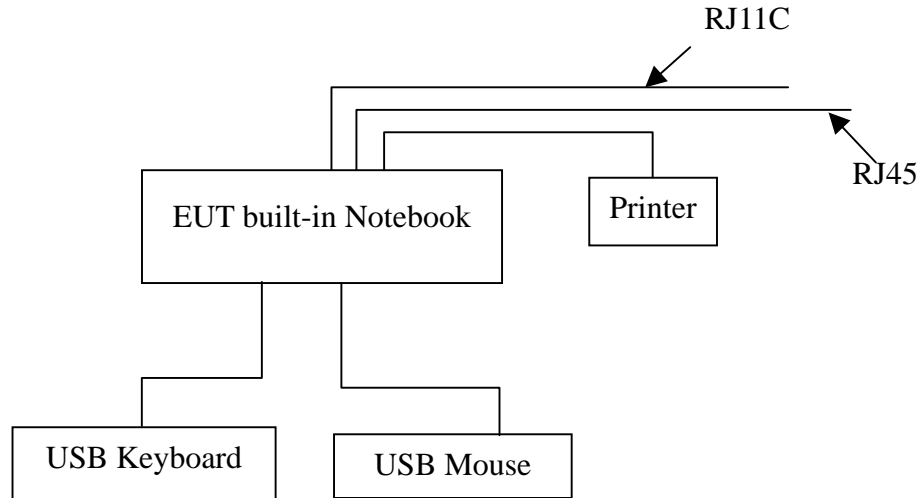 RJ11C
RJ45
EUT built-in Notebook
Printer
USB Keyboard
USB Mouse